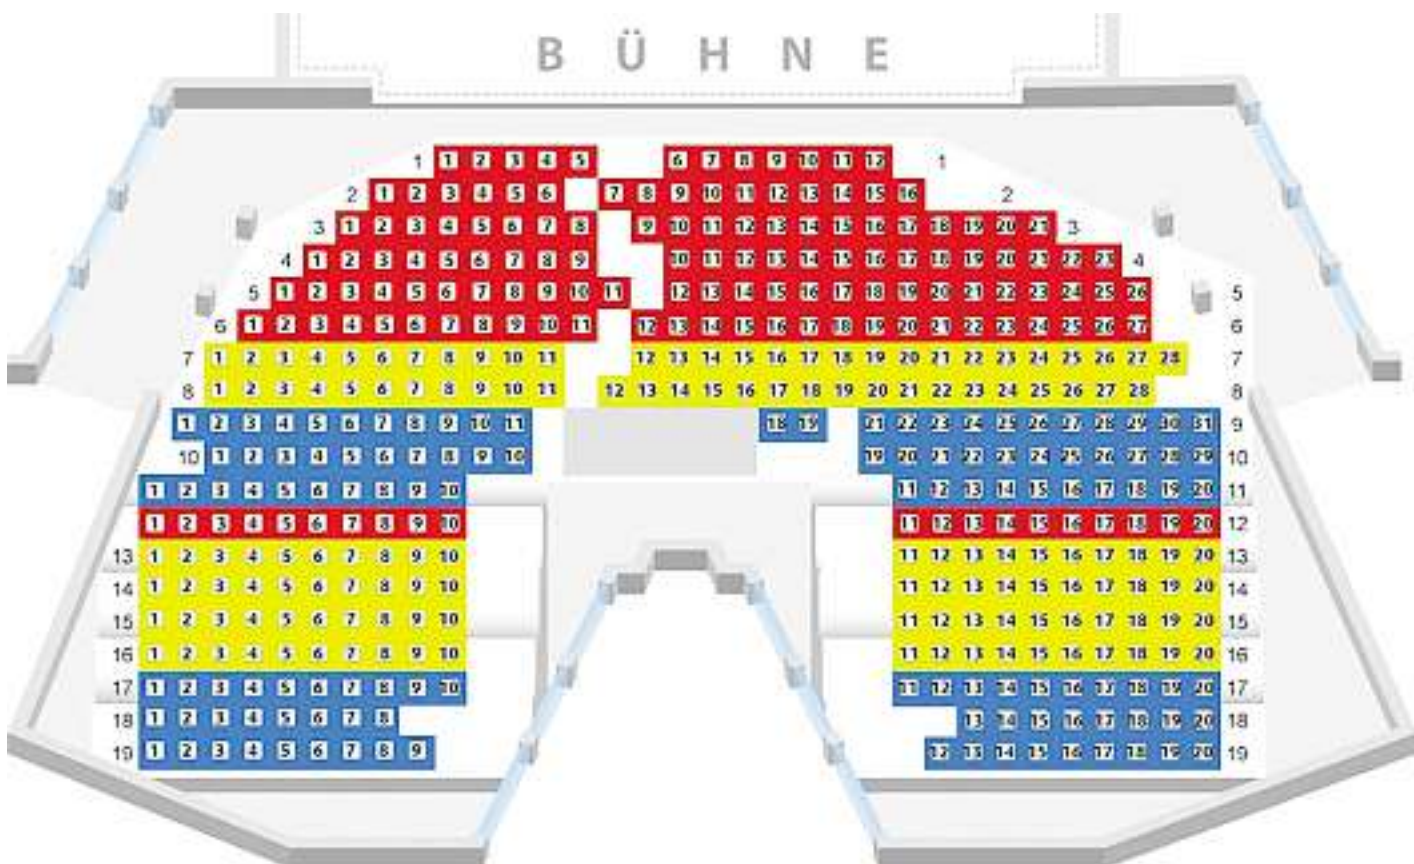 BÜHNE
1 1 2 3 4 5 6 7 8 9 10 11 12 1
2 1 2 3 4 5 6 7 8 9 10 11 12 13 14 15 16 2
3 1 2 3 4 5 6 7 8 9 10 11 12 13 14 15 16 17 18 19 20 21 3
4 1 2 3 4 5 6 7 8 9 10 11 12 13 14 15 16 17 18 19 20 21 22 23 4
5 1 2 3 4 5 6 7 8 9 10 11 12 13 14 15 16 17 18 19 20 21 22 23 24 25 26 5
6 1 2 3 4 5 6 7 8 9 10 11 12 13 14 15 16 17 18 19 20 21 22 23 24 25 26 27 6
7 1 2 3 4 5 6 7 8 9 10 11 12 13 14 15 16 17 18 19 20 21 22 23 24 25 26 27 28 7
8 1 2 3 4 5 6 7 8 9 10 11 12 13 14 15 16 17 18 19 20 21 22 23 24 25 26 27 28 8
1 2 3 4 5 6 7 8 9 10 11 18 19 21 22 23 24 25 26 27 28 29 30 31 9
10 1 2 3 4 5 6 7 8 9 10 19 20 21 22 23 24 25 26 27 28 29 10
1 2 3 4 5 6 7 8 9 10 11 12 13 14 15 16 17 18 19 20 11
1 2 3 4 5 6 7 8 9 10 11 12 13 14 15 16 17 18 19 20 12
13 1 2 3 4 5 6 7 8 9 10 11 12 13 14 15 16 17 18 19 20 13
14 1 2 3 4 5 6 7 8 9 10 11 12 13 14 15 16 17 18 19 20 14
15 1 2 3 4 5 6 7 8 9 10 11 12 13 14 15 16 17 18 19 20 15
16 1 2 3 4 5 6 7 8 9 10 11 12 13 14 15 16 17 18 19 20 16
17 1 2 3 4 5 6 7 8 9 10 11 12 13 14 15 16 17 18 19 20 17
18 1 2 3 4 5 6 7 8 13 14 15 16 17 18 19 20 18
19 1 2 3 4 5 6 7 8 9 12 13 14 15 16 17 18 19 20 19